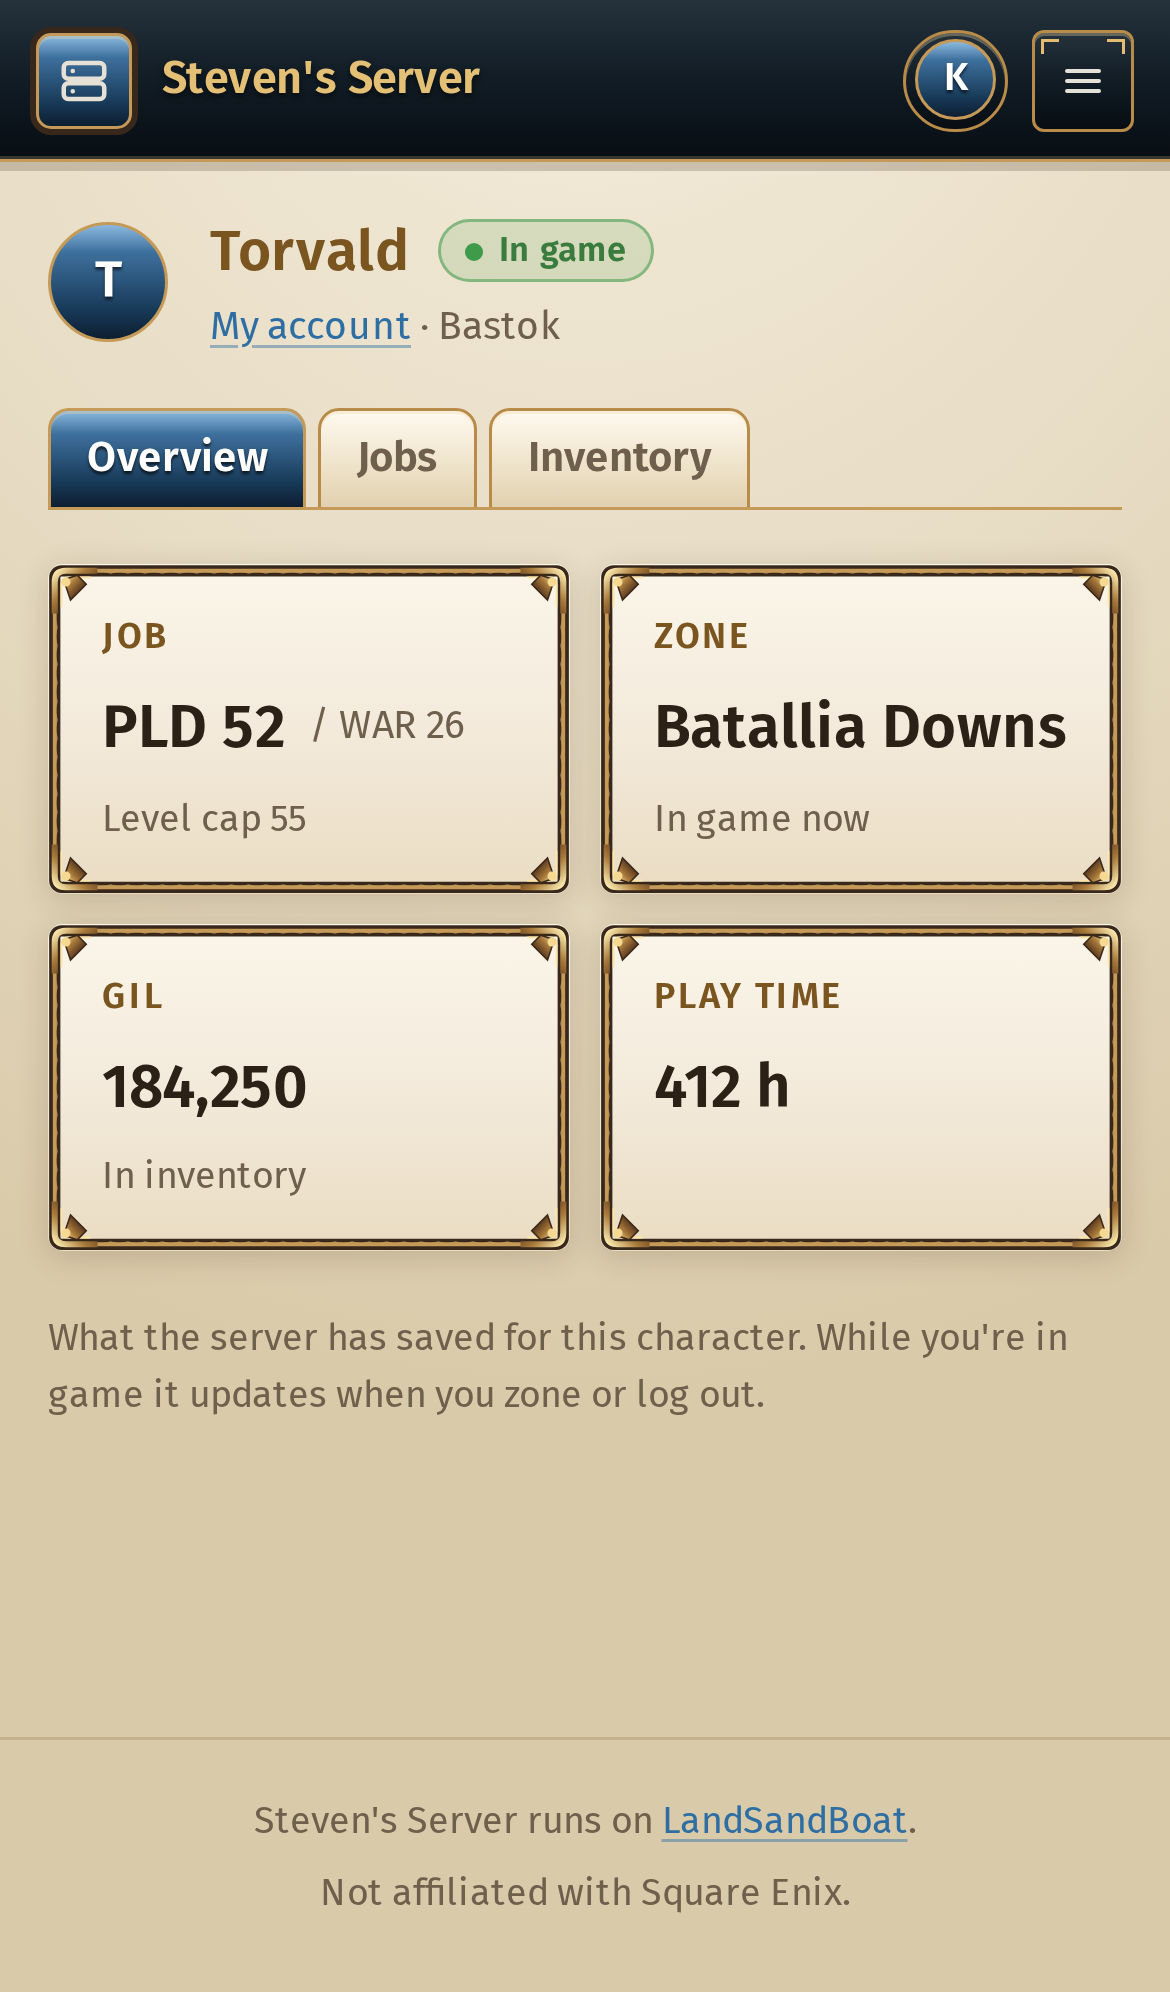 Steven's Server
K
T
Torvald
In game
My account · Bastok
Overview
Jobs
Inventory
JOB
PLD 52 / WAR 26
Level cap 55
ZONE
Batallia Downs
In game now
GIL
184,250
In inventory
PLAY TIME
412 h
What the server has saved for this character. While you're in
game it updates when you zone or log out.
Steven's Server runs on LandSandBoat.
Not affiliated with Square Enix.